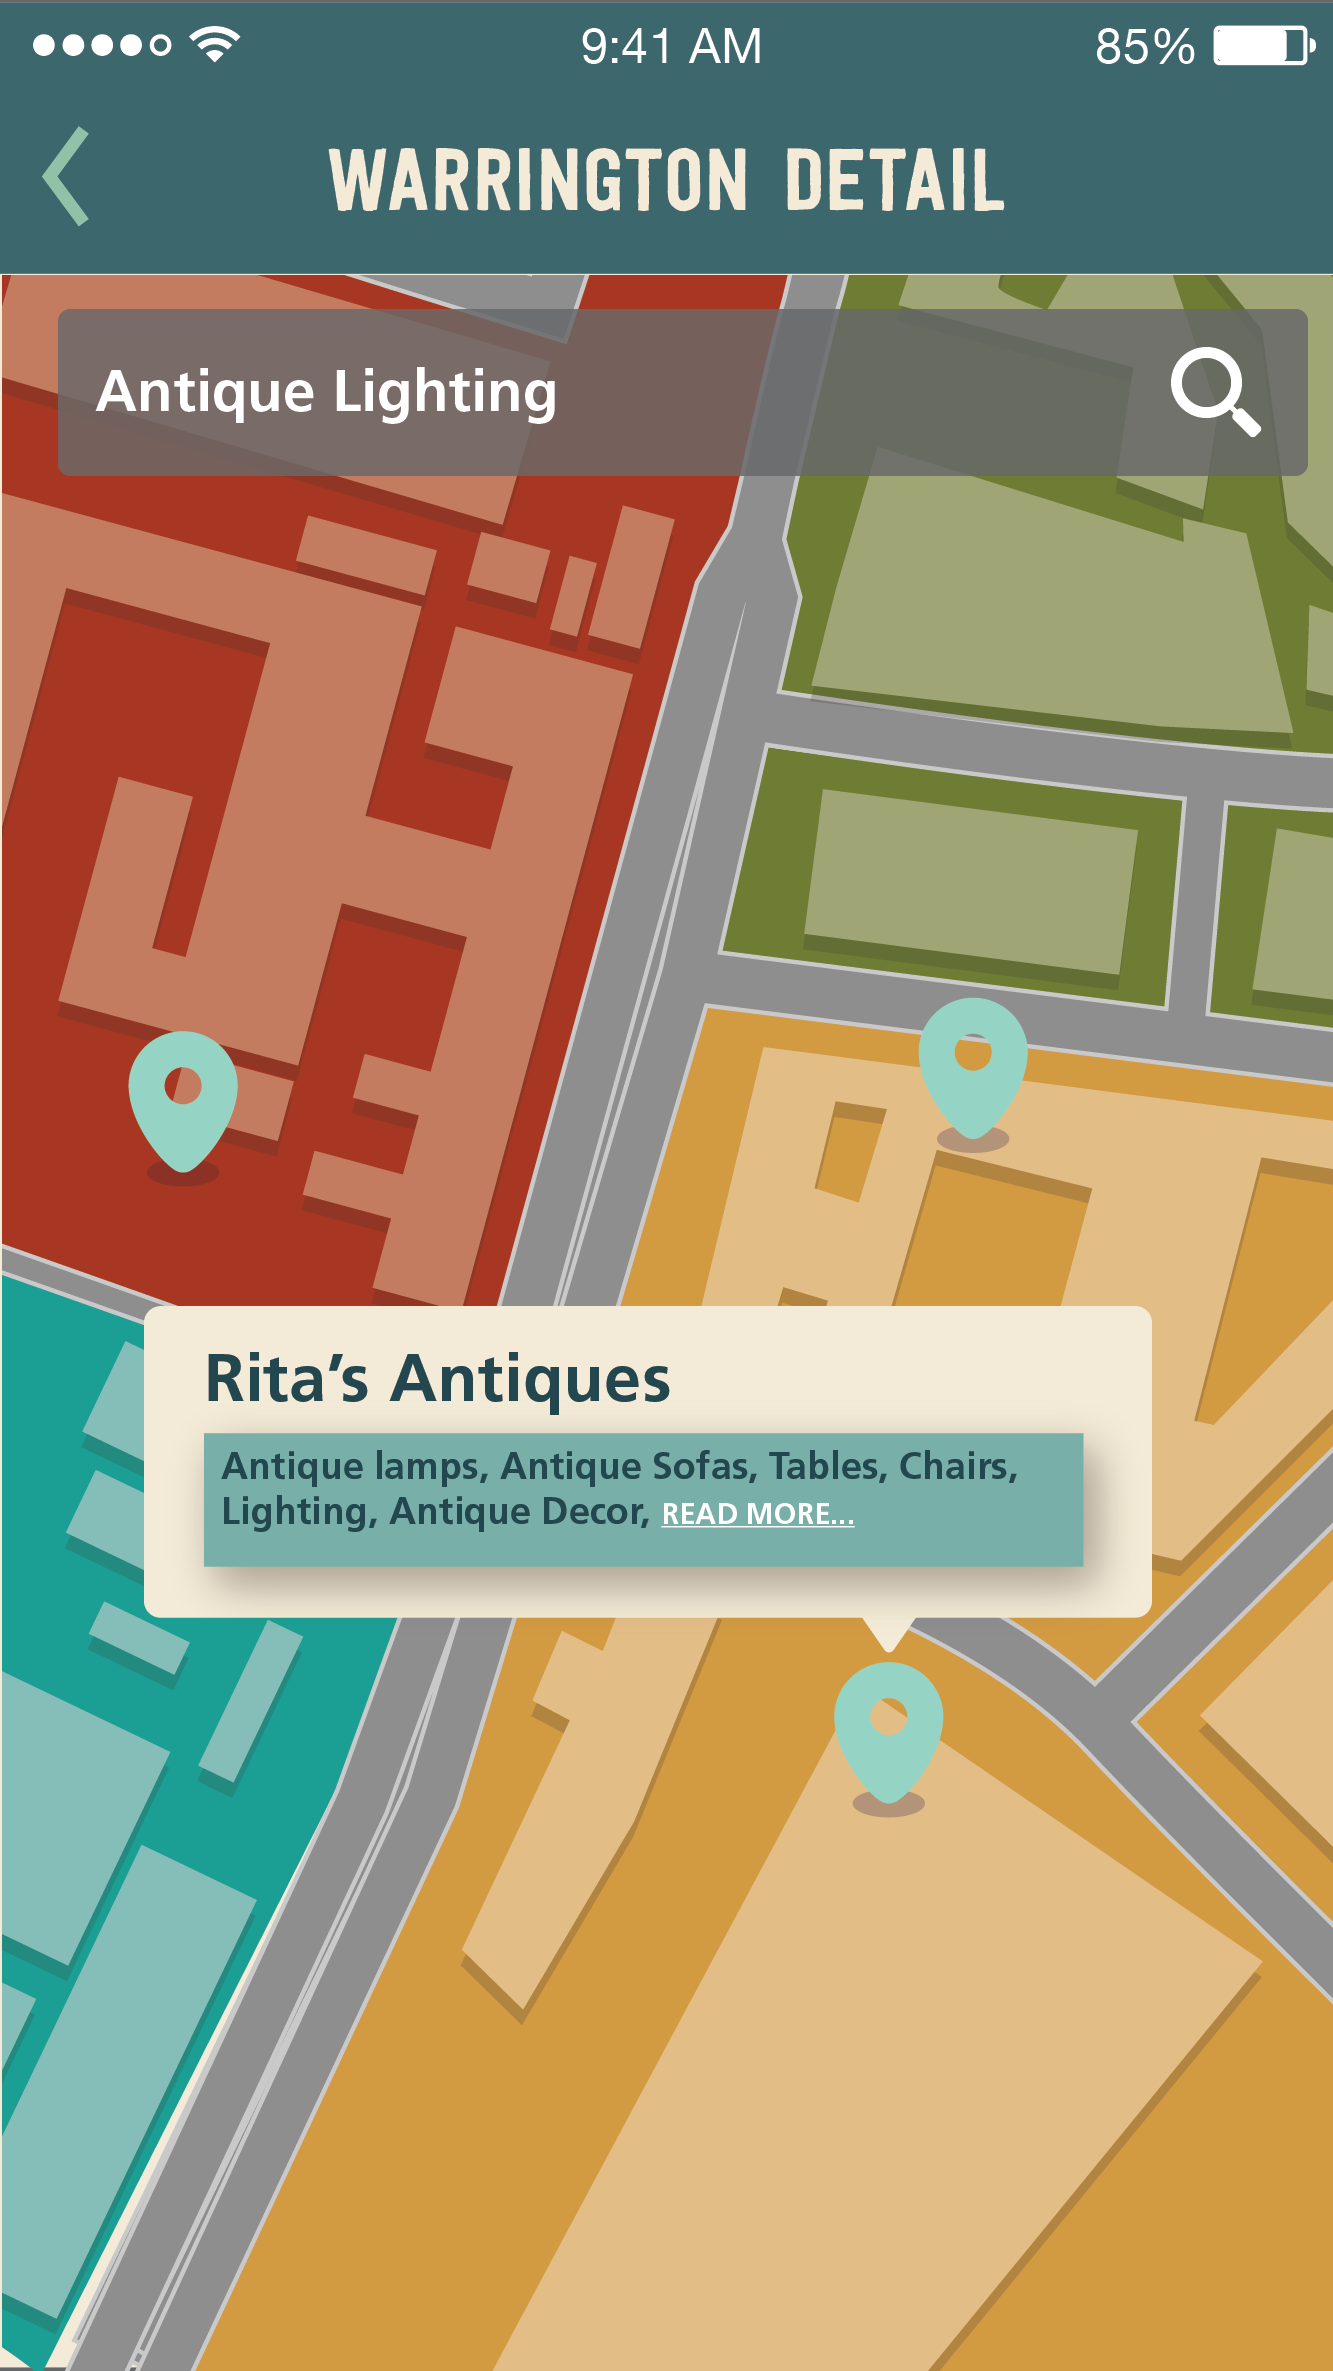 9:41 AM 85%
WARRINGTON DETAIL
Antique Lighting
Rita’s Antiques
Antique lamps, Antique Sofas, Tables, Chairs,
Lighting, Antique Decor, READ MORE...